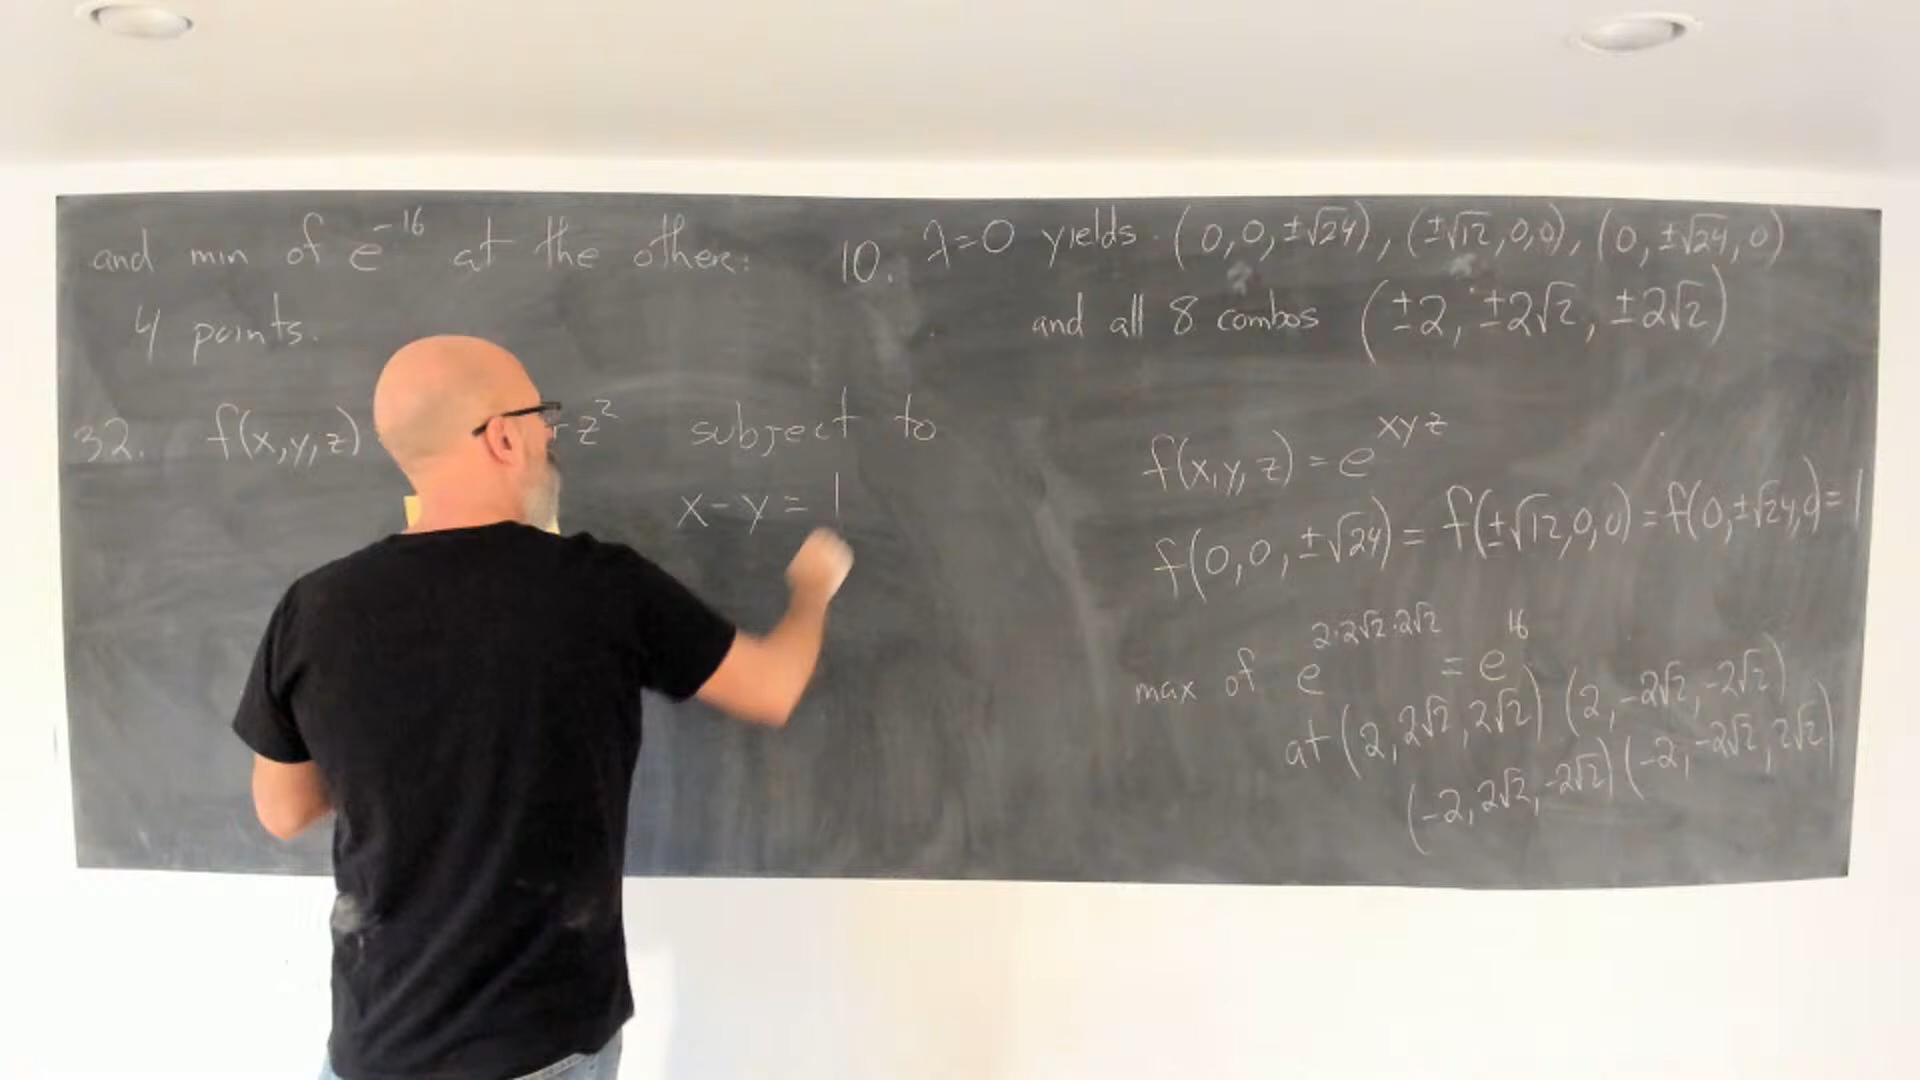 and min of e^-16 at the other:
4 points.
32. f(x,y,z) z² subject to
x-y = 1
10. λ=0 yields (0,0,±√24), (±√12,0,0), (0,±√24,0)
and all 8 combos (±2, ±2√2, ±2√2)
f(x,y,z) = e^xyz
f(0,0,±√24) = f(±√12,0,0) = f(0,±√24,0) = 1
max of e^2·2√2·2√2 = e^16
at (2,2√2,2√2) (2,-2√2,-2√2)
(-2,2√2,-2√2) (-2,-2√2,2√2)